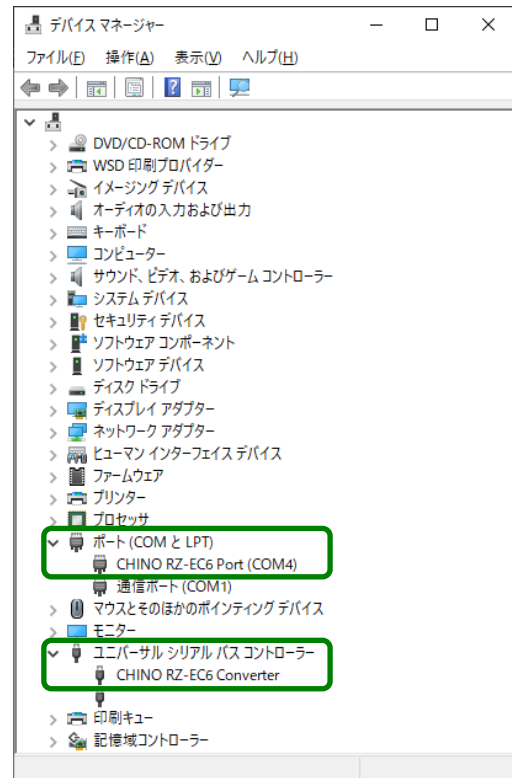 デバイス マネージャー
ファイル(F) 操作(A) 表示(V) ヘルプ(H)
DVD/CD-ROM ドライブ
WSD 印刷プロバイダー
イメージング デバイス
オーディオの入力および出力
キーボード
コンピューター
サウンド、ビデオ、およびゲーム コントローラー
システム デバイス
セキュリティ デバイス
ソフトウェア コンポーネント
ソフトウェア デバイス
ディスク ドライブ
ディスプレイ アダプター
ネットワーク アダプター
ヒューマン インターフェイス デバイス
ファームウェア
プリンター
プロセッサ
ポート (COM と LPT)
CHINO RZ-EC6 Port (COM4)
通信ポート (COM1)
マウスとそのほかのポインティング デバイス
モニター
ユニバーサル シリアル バス コントローラー
CHINO RZ-EC6 Converter
印刷キュー
記憶域コントローラー